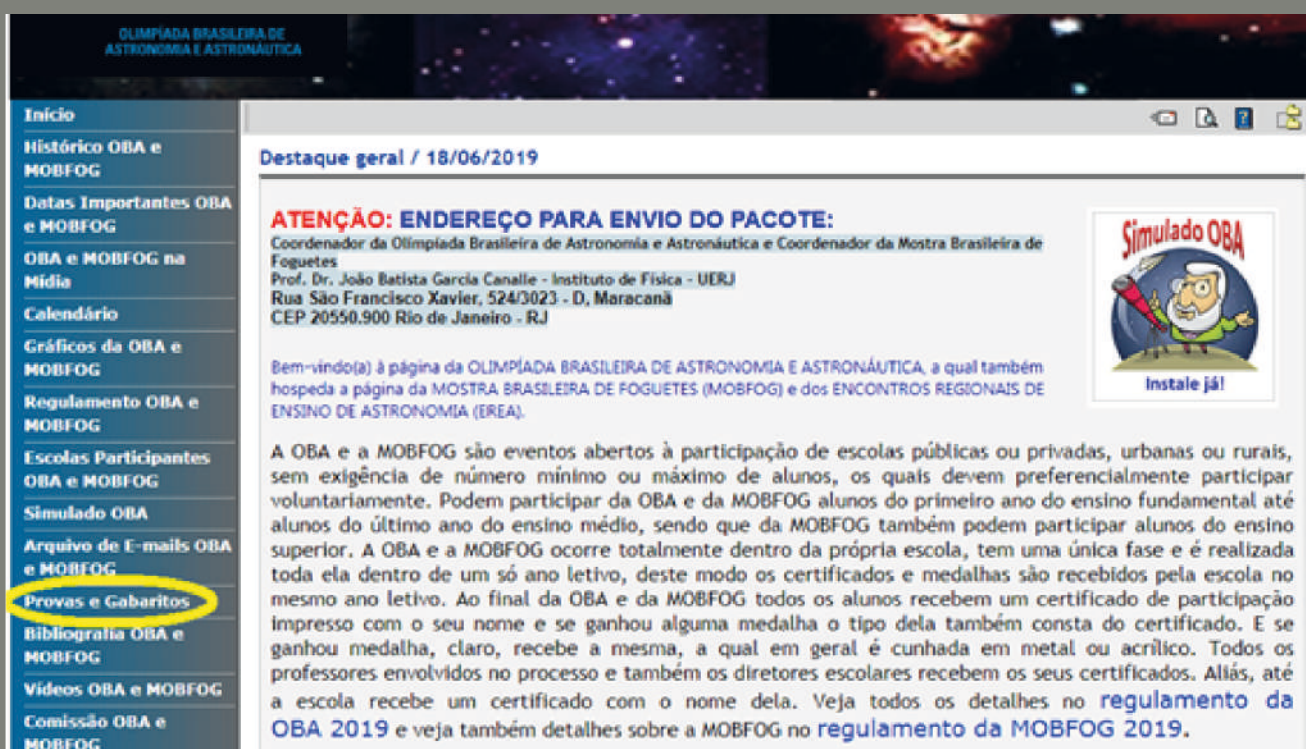 OLIMPÍADA BRASILEIRA DE
ASTRONOMIA E ASTRONÁUTICA
Início
Histórico OBA e
MOBFOG
Datas Importantes OBA
e MOBFOG
OBA e MOBFOG na
Mídia
Calendário
Gráficos da OBA e
MOBFOG
Regulamento OBA e
MOBFOG
Escolas Participantes
OBA e MOBFOG
Simulado OBA
Arquivo de E-mails OBA
e MOBFOG
Provas e Gabaritos
Bibliografia OBA e
MOBFOG
Vídeos OBA e MOBFOG
Comissão OBA e
MOBFOG
Destaque geral / 18/06/2019
ATENÇÃO: ENDEREÇO PARA ENVIO DO PACOTE:
Coordenador da Olimpíada Brasileira de Astronomia e Astronáutica e Coordenador da Mostra Brasileira de
Foguetes
Prof. Dr. João Batista Garcia Canalle - Instituto de Física - UERJ
Rua São Francisco Xavier, 524/3023 - D, Maracanã
CEP 20550.900 Rio de Janeiro - RJ
Simulado OBA
Instale já!
Bem-vindo(a) à página da OLIMPÍADA BRASILEIRA DE ASTRONOMIA E ASTRONÁUTICA, a qual também
hospeda a página da MOSTRA BRASILEIRA DE FOGUETES (MOBFOG) e dos ENCONTROS REGIONAIS DE
ENSINO DE ASTRONOMIA (EREA).
A OBA e a MOBFOG são eventos abertos à participação de escolas públicas ou privadas, urbanas ou rurais,
sem exigência de número mínimo ou máximo de alunos, os quais devem preferencialmente participar
voluntariamente. Podem participar da OBA e da MOBFOG alunos do primeiro ano do ensino fundamental até
alunos do último ano do ensino médio, sendo que da MOBFOG também podem participar alunos do ensino
superior. A OBA e a MOBFOG ocorre totalmente dentro da própria escola, tem uma única fase e é realizada
toda ela dentro de um só ano letivo, deste modo os certificados e medalhas são recebidos pela escola no
mesmo ano letivo. Ao final da OBA e da MOBFOG todos os alunos recebem um certificado de participação
impresso com o seu nome e se ganhou alguma medalha o tipo dela também consta do certificado. E se
ganhou medalha, claro, recebe a mesma, a qual em geral é cunhada em metal ou acrílico. Todos os
professores envolvidos no processo e também os diretores escolares recebem os seus certificados. Aliás, até
a escola recebe um certificado com o nome dela. Veja todos os detalhes no regulamento da
OBA 2019 e veja também detalhes sobre a MOBFOG no regulamento da MOBFOG 2019.